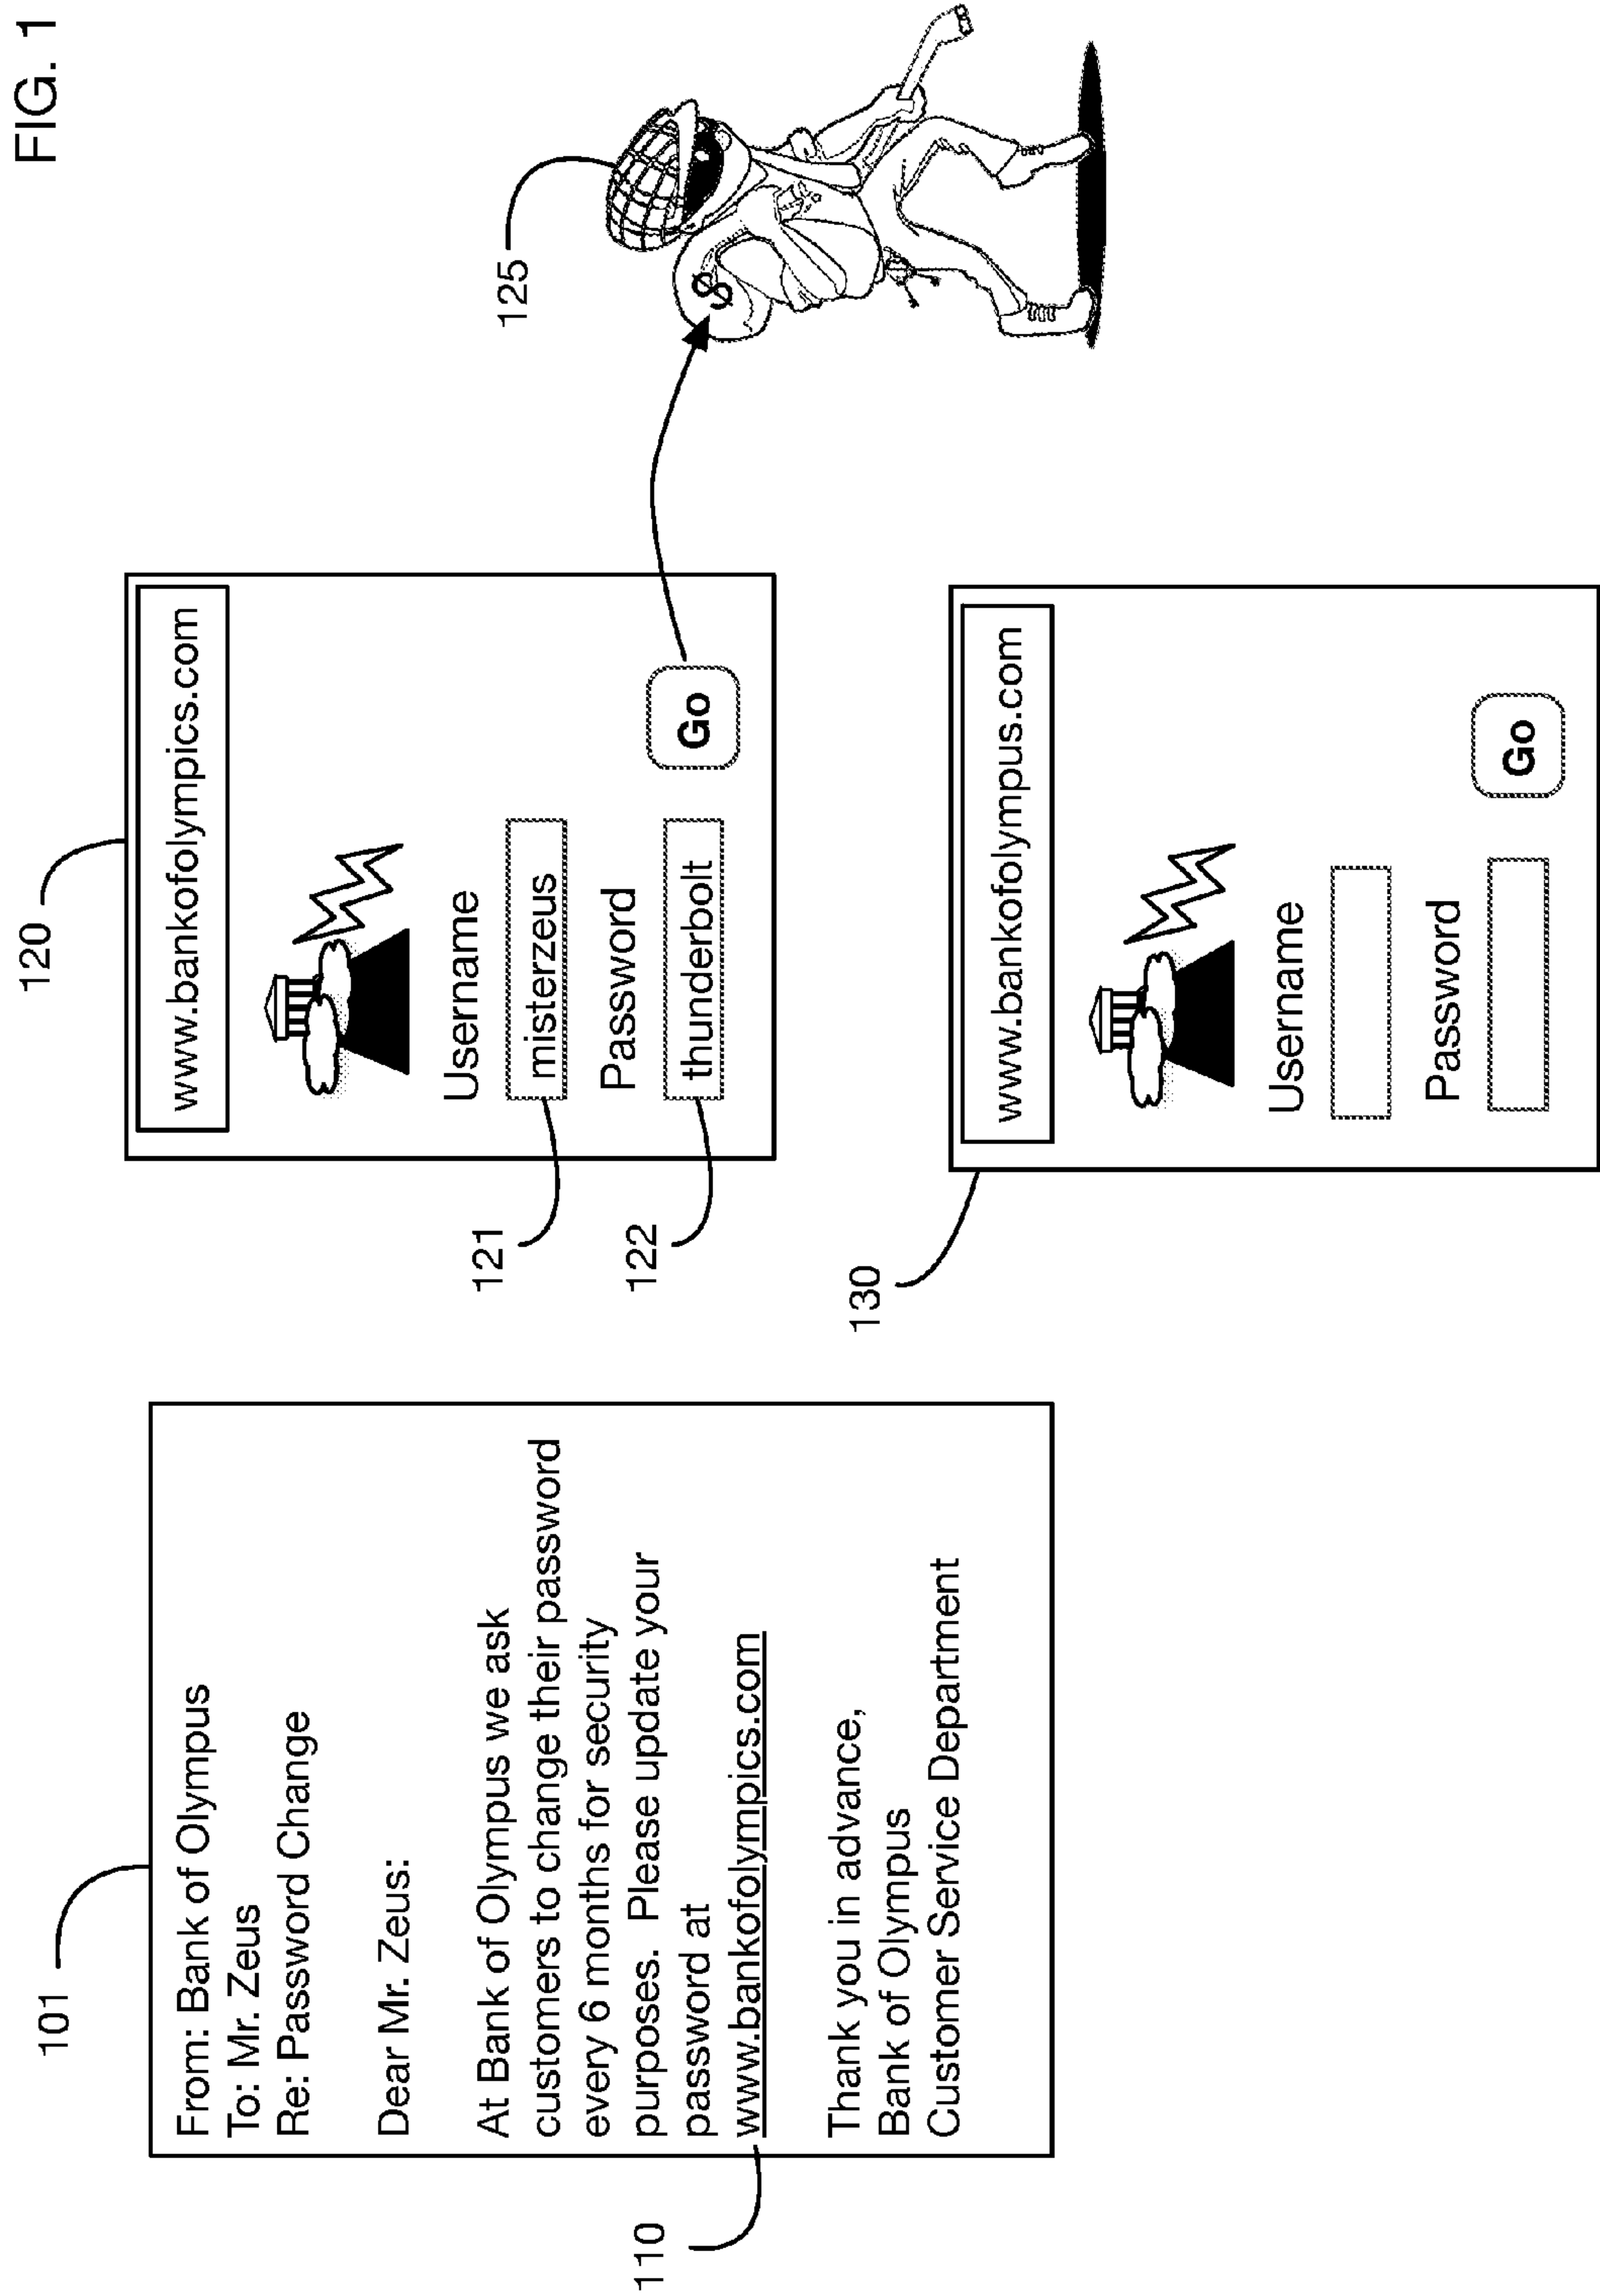 FIG. 1
101
From: Bank of Olympus
To: Mr. Zeus
Re: Password Change
Dear Mr. Zeus:
At Bank of Olympus we ask
customers to change their password
every 6 months for security
purposes. Please update your
password at
www.bankofolympics.com
Thank you in advance,
Bank of Olympus
Customer Service Department
110
120
www.bankofolympics.com
Username
misterzeus
Password
thunderbolt
Go
121
122
125
$
130
www.bankofolympus.com
Username
Password
Go